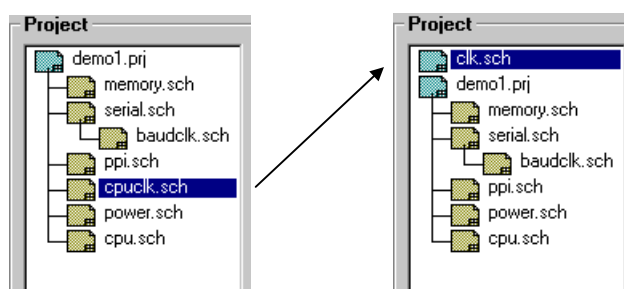 Project
demo1.prj
memory.sch
serial.sch
baudclk.sch
ppi.sch
cpuclk.sch
power.sch
cpu.sch
Project
clk.sch
demo1.prj
memory.sch
serial.sch
baudclk.sch
ppi.sch
power.sch
cpu.sch